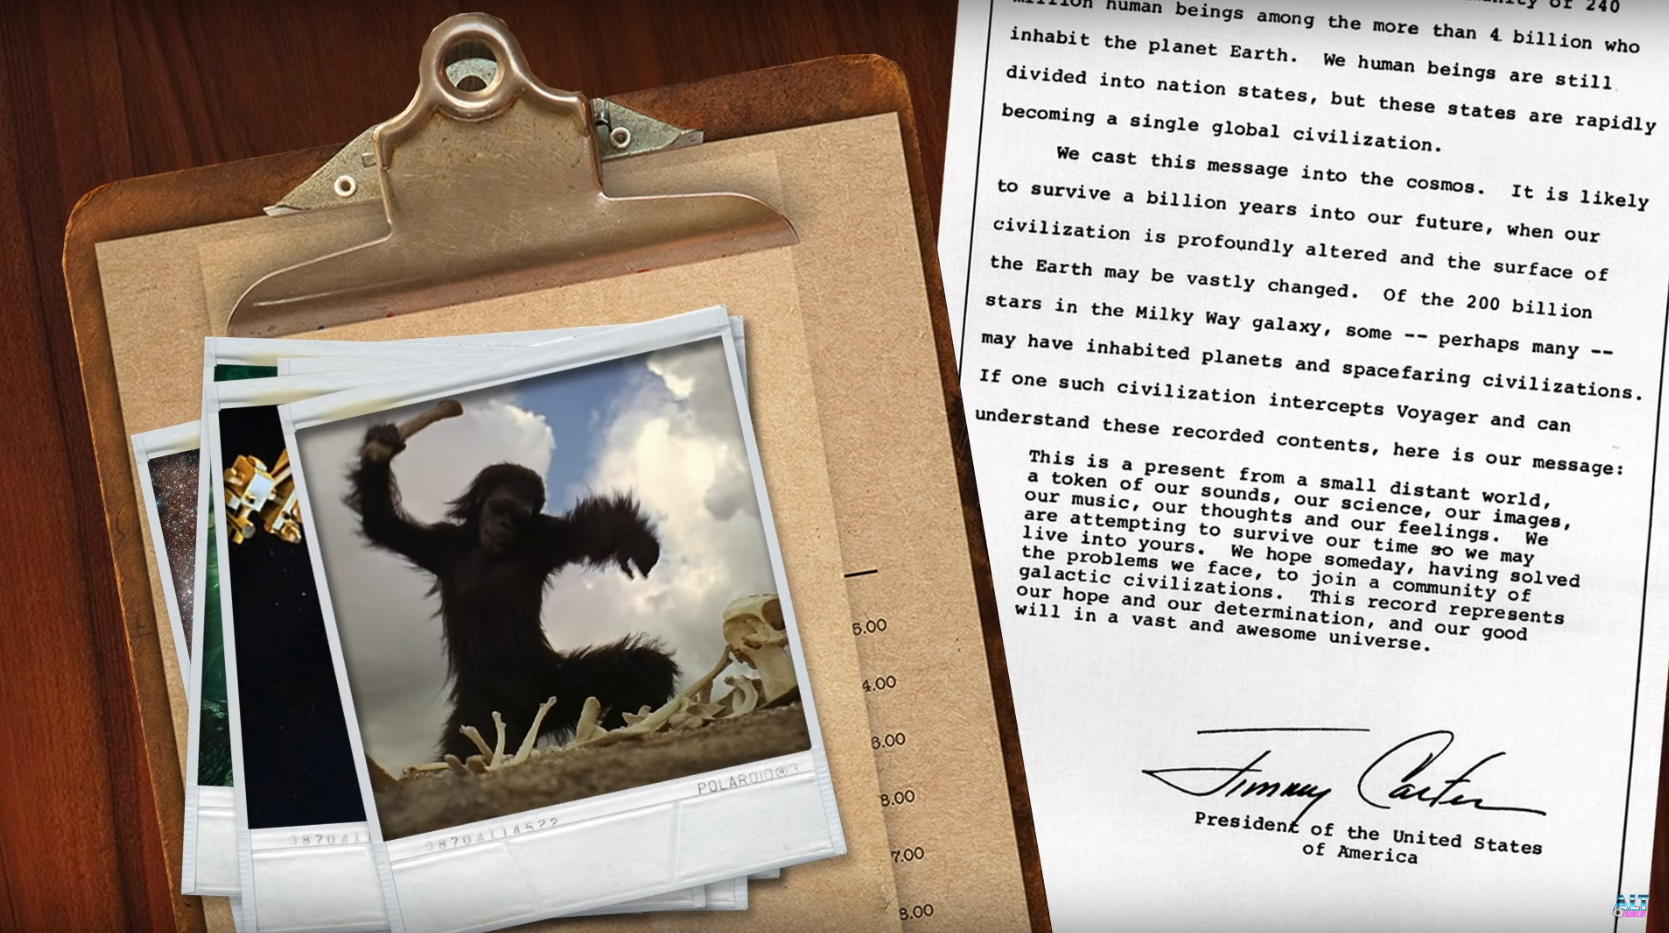 of 240
million human beings among the more than 4 billion who
inhabit the planet Earth.  We human beings are still
divided into nation states, but these states are rapidly
becoming a single global civilization.
We cast this message into the cosmos.  It is likely
to survive a billion years into our future, when our
civilization is profoundly altered and the surface of
the Earth may be vastly changed.  Of the 200 billion
stars in the Milky Way galaxy, some -- perhaps many --
may have inhabited planets and spacefaring civilizations.
If one such civilization intercepts Voyager and can
understand these recorded contents, here is our message:
This is a present from a small distant world,
a token of our sounds, our science, our images,
our music, our thoughts and our feelings.  We
are attempting to survive our time so we may
live into yours.  We hope someday, having solved
the problems we face, to join a community of
galactic civilizations.  This record represents
our hope and our determination, and our good
will in a vast and awesome universe.
Jimmy Carter
President of the United States
of America
4.00
8.00
7.00
8.00
POLAROID®3
08704114522
ALT